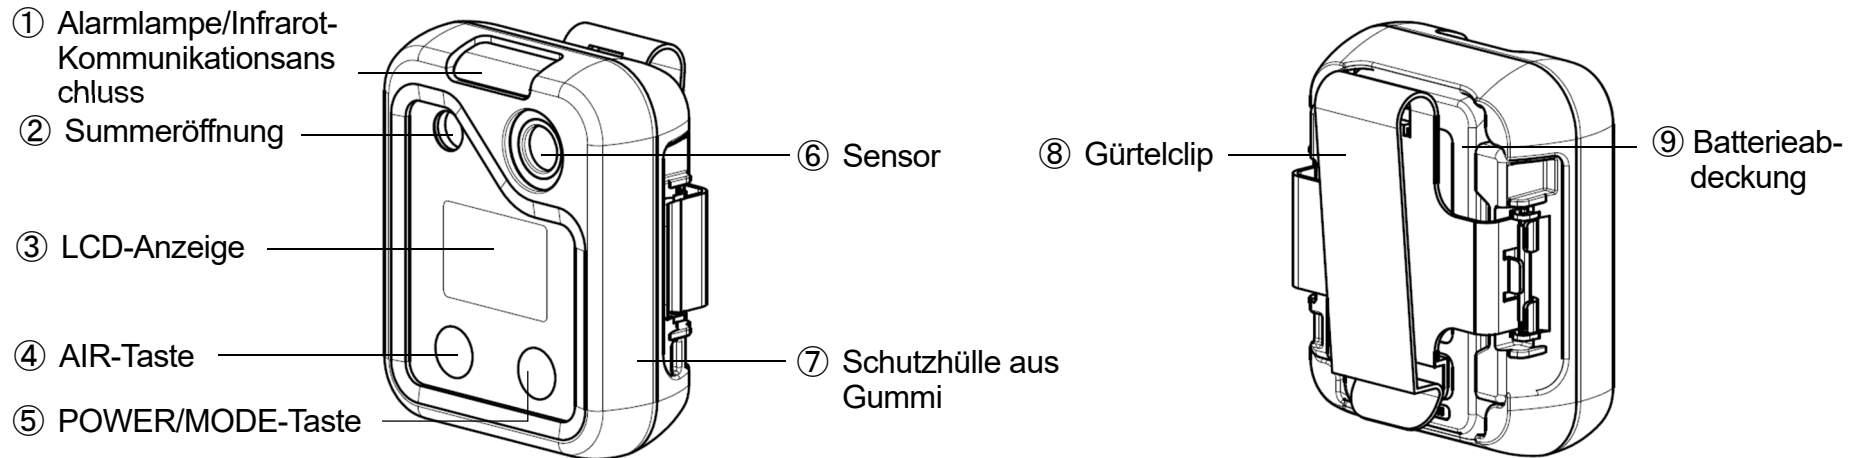 ① Alarmlampe/Infrarot-
Kommunikationsans
chluss
② Summeröffnung
③ LCD-Anzeige
④ AIR-Taste
⑤ POWER/MODE-Taste
⑥ Sensor
⑦ Schutzhülle aus
Gummi
⑧ Gürtelclip
⑨ Batterieab-
deckung